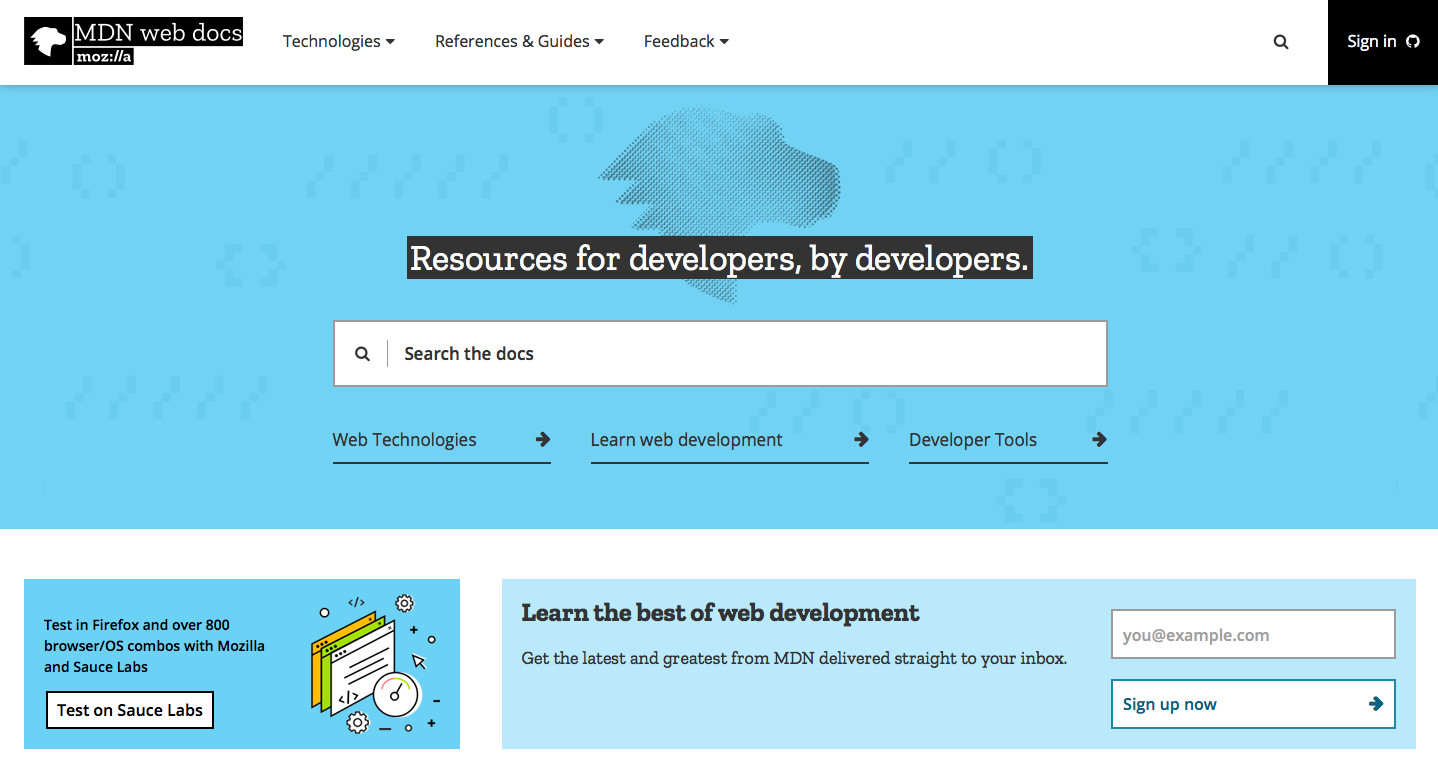 MDN web docs
moz://a
Technologies
References & Guides
Feedback
Sign in
Resources for developers, by developers.
Search the docs
Web Technologies
Learn web development
Developer Tools
Test in Firefox and over 800
browser/OS combos with Mozilla
and Sauce Labs
Test on Sauce Labs
</>
</>
Learn the best of web development
Get the latest and greatest from MDN delivered straight to your inbox.
you@example.com
Sign up now